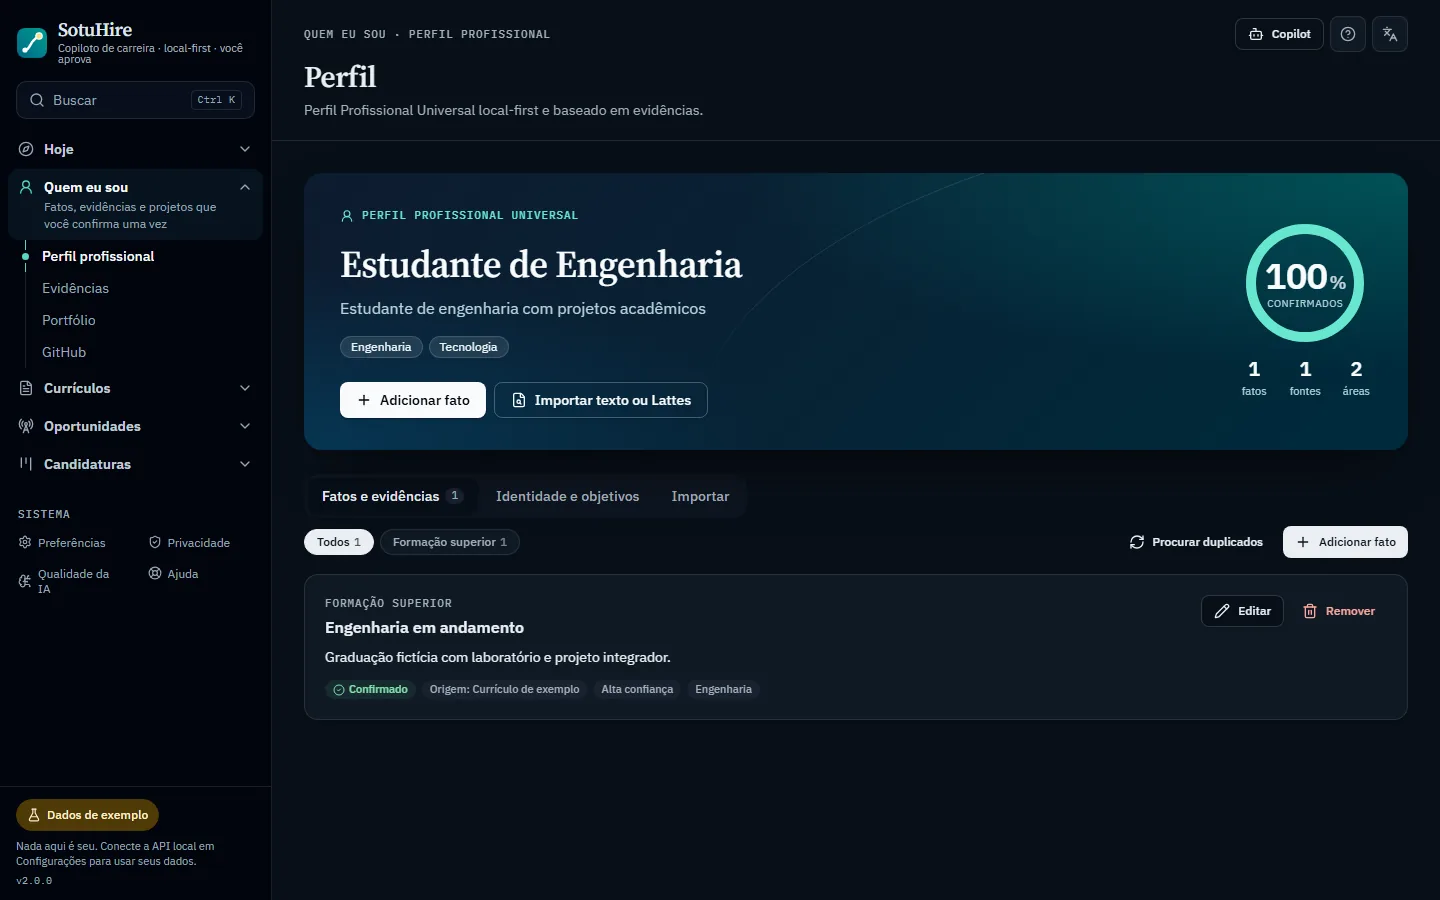 SotuHire
Copiloto de carreira · local-first · você
aprova
Buscar
Ctrl K
Hoje
Quem eu sou
Fatos, evidências e projetos que
você confirma uma vez
Perfil profissional
Evidências
Portfólio
GitHub
Currículos
Oportunidades
Candidaturas
SISTEMA
Preferências
Privacidade
Qualidade da
IA
Ajuda
Dados de exemplo
Nada aqui é seu. Conecte a API local em
Configurações para usar seus dados.
v2.0.0
QUEM EU SOU · PERFIL PROFISSIONAL
Copilot
Perfil
Perfil Profissional Universal local-first e baseado em evidências.
PERFIL PROFISSIONAL UNIVERSAL
Estudante de Engenharia
Estudante de engenharia com projetos acadêmicos
Engenharia
Tecnologia
Adicionar fato
Importar texto ou Lattes
100%
CONFIRMADOS
1
fatos
1
fontes
2
áreas
Fatos e evidências 1
Identidade e objetivos
Importar
Todos 1
Formação superior 1
Procurar duplicados
Adicionar fato
FORMAÇÃO SUPERIOR
Engenharia em andamento
Graduação fictícia com laboratório e projeto integrador.
Confirmado
Origem: Currículo de exemplo
Alta confiança
Engenharia
Editar
Remover